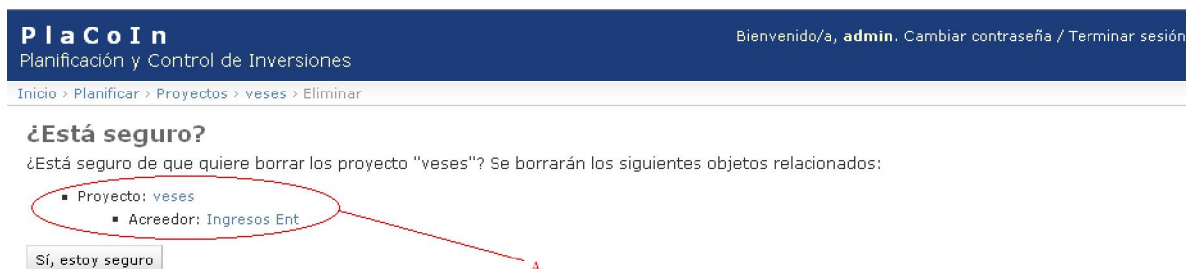 PlaCoIn
Bienvenido/a, admin. Cambiar contraseña / Terminar sesión
Planificación y Control de Inversiones
Inicio › Planificar › Proyectos › veses › Eliminar
¿Está seguro?
¿Está seguro de que quiere borrar los proyecto "veses"? Se borrarán los siguientes objetos relacionados:
Proyecto: veses
Acreedor: Ingresos Ent
Sí, estoy seguro
A